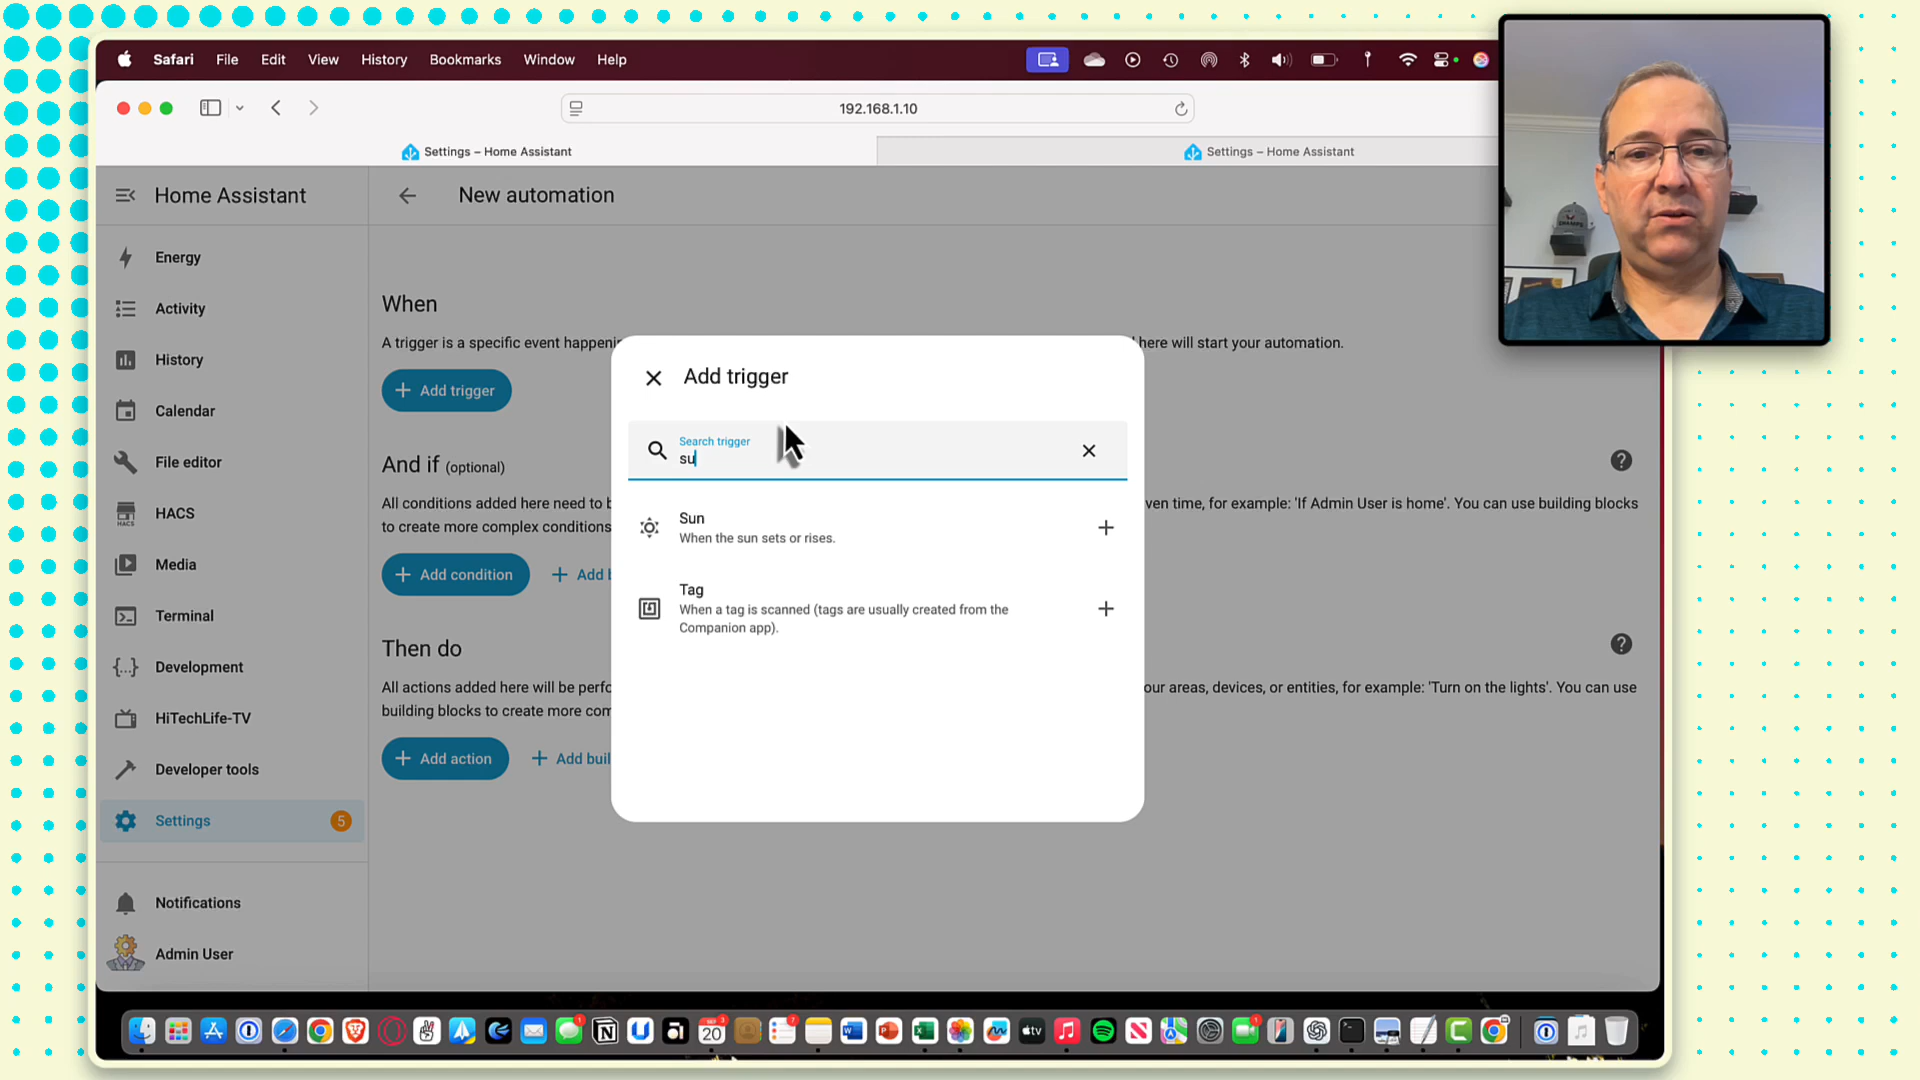 Safari File Edit View History Bookmarks Window Help
192.168.1.10
Settings – Home Assistant
Settings – Home Assistant
Home Assistant
New automation
Energy
Activity
History
Calendar
File editor
HACS
HACS
Media
Terminal
Development
HiTechLife-TV
Developer tools
Settings
5
Notifications
Admin User
When
A trigger is a specific event happenin
here will start your automation.
Add trigger
And if (optional)
All conditions added here need to b
ven time, for example: 'If Admin User is home'. You can use building blocks
to create more complex conditions
Add condition
Add b
Then do
All actions added here will be perfo
our areas, devices, or entities, for example: 'Turn on the lights'. You can use
building blocks to create more com
Add action
Add buil
Add trigger
Search trigger
su
Sun
When the sun sets or rises.
Tag
When a tag is scanned (tags are usually created from the
Companion app).
20
tv